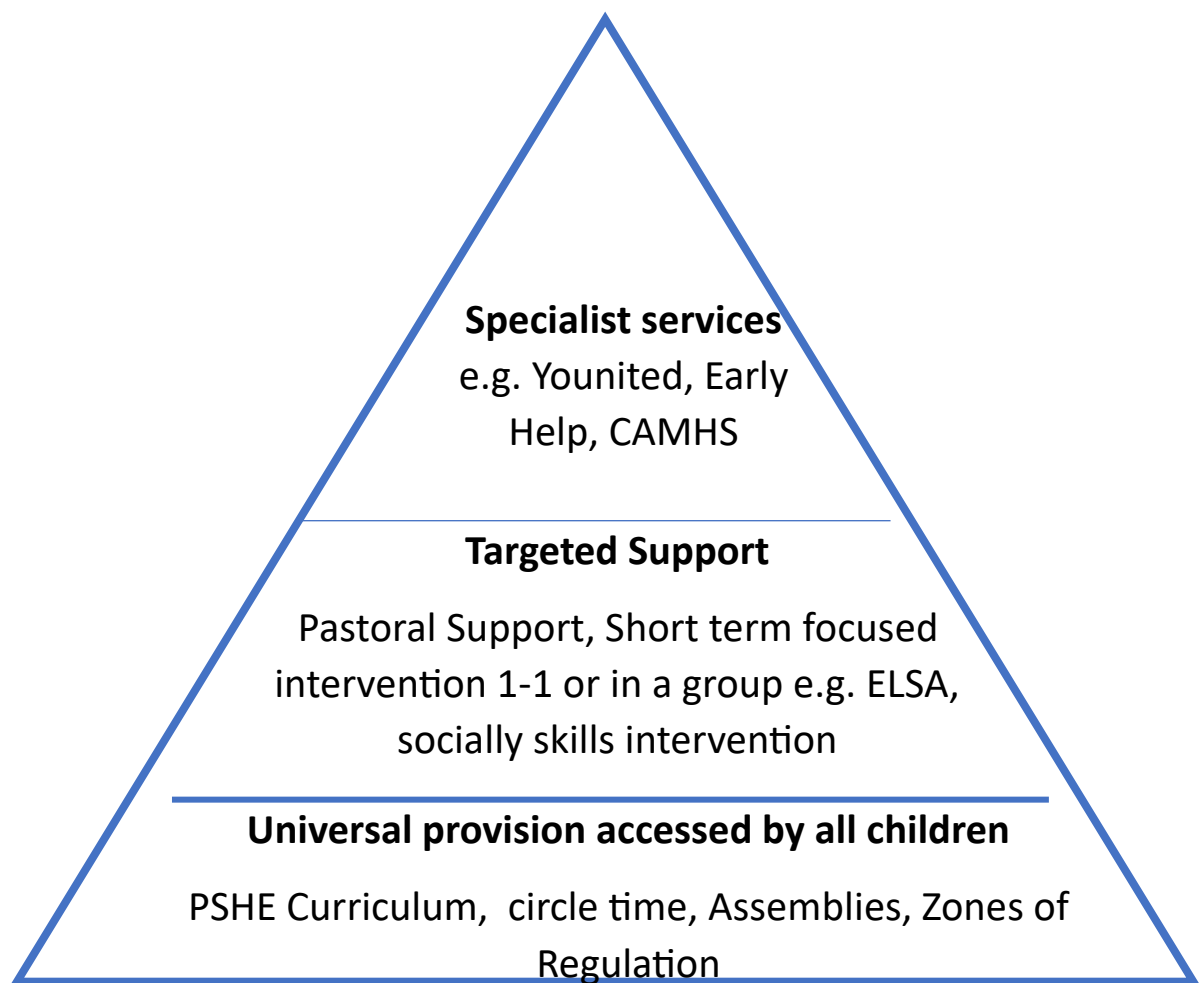 Specialist services
e.g. Younited, Early
Help, CAMHS
Targeted Support
Pastoral Support, Short term focused
intervention 1-1 or in a group e.g. ELSA,
socially skills intervention
Universal provision accessed by all children
PSHE Curriculum,  circle time, Assemblies, Zones of
Regulation